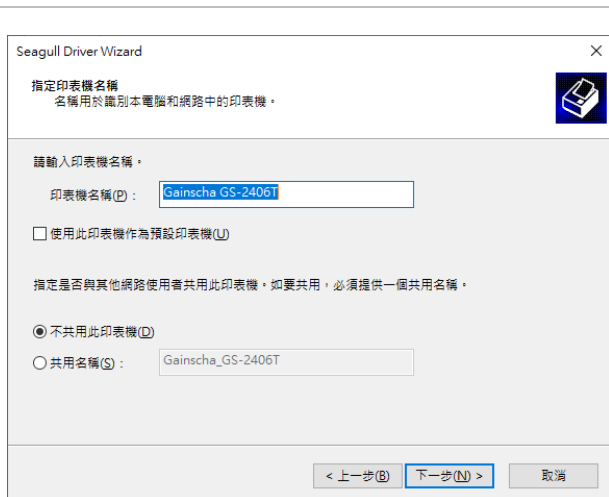 Seagull Driver Wizard
指定印表機名稱
名稱用於識別本電腦和網路中的印表機。
請輸入印表機名稱。
印表機名稱(P)： Gainscha GS-2406T
使用此印表機作為預設印表機(U)
指定是否與其他網路使用者共用此印表機。如要共用，必須提供一個共用名稱。
不共用此印表機(D)
共用名稱(S)： Gainscha_GS-2406T
< 上一步(B) 下一步(N) > 取消